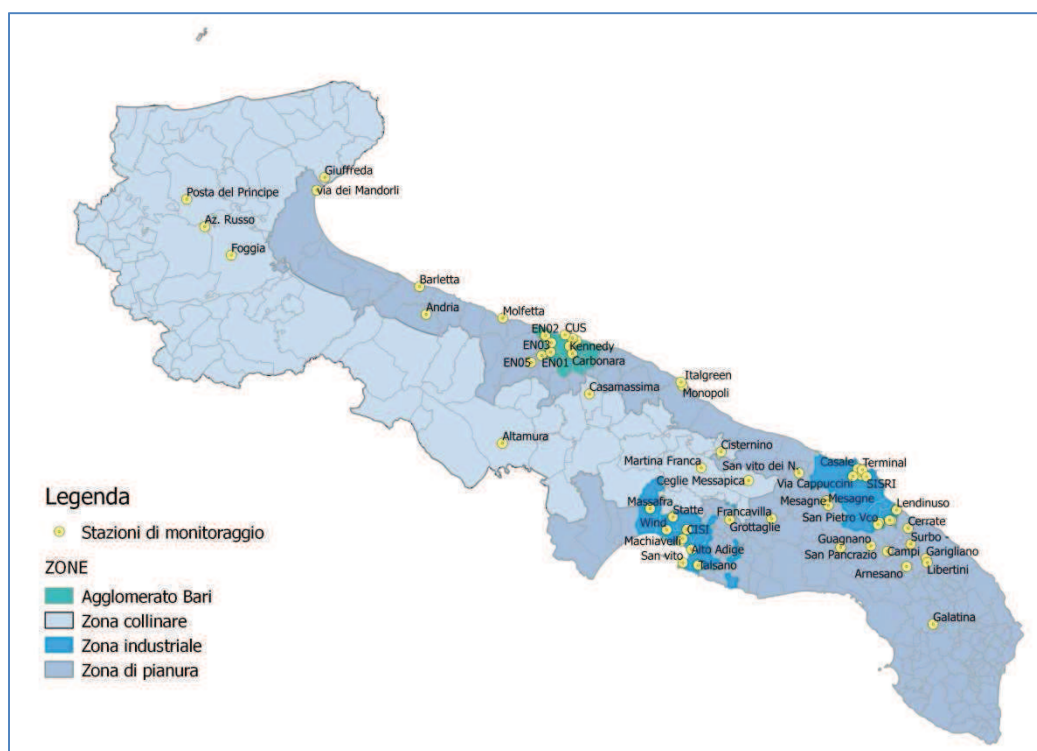 Giuffreda
via dei Mandorli
Posta del Principe
Az. Russo
Foggia
Barletta
Andria
Molfetta
EN02
CUS
EN03
Kennedy
EN05
EN01
Carbonara
Casamassima
Italgreen
Monopoli
Altamura
Cisternino
Martina Franca
San vito dei N.
Ceglie Messapica
Casale
Terminal
Via Cappuccini
SISRI
Massafra
Statte
Francavilla
Mesagne
Mesagne
Lendinuso
Wind
CISI
Grottaglie
San Pietro Vco
Cerrate
Machiavelli
Guagnano
Surbo -
San vito
Alto Adige
San Pancrazio
Campi
Garigliano
Talsano
Arnesano
Libertini
Galatina
Legenda
Stazioni di monitoraggio
ZONE
Agglomerato Bari
Zona collinare
Zona industriale
Zona di pianura